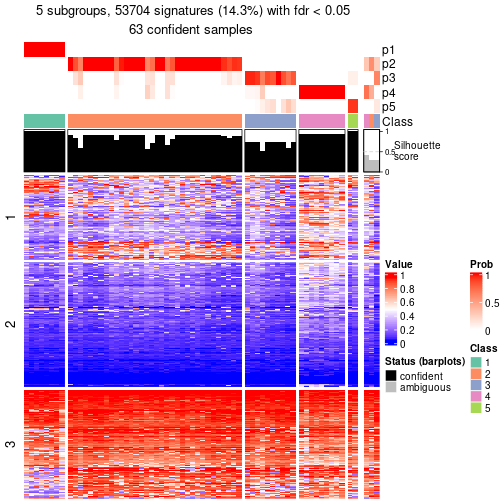 5 subgroups, 53704 signatures (14.3%) with fdr < 0.05
63 confident samples
p1
p2
p3
p4
p5
Class
1
0.5
0
Silhouette
score
1
2
3
Value
1
0.8
0.6
0.4
0.2
0
Prob
1
0.5
0
Status (barplots)
confident
ambiguous
Class
1
2
3
4
5